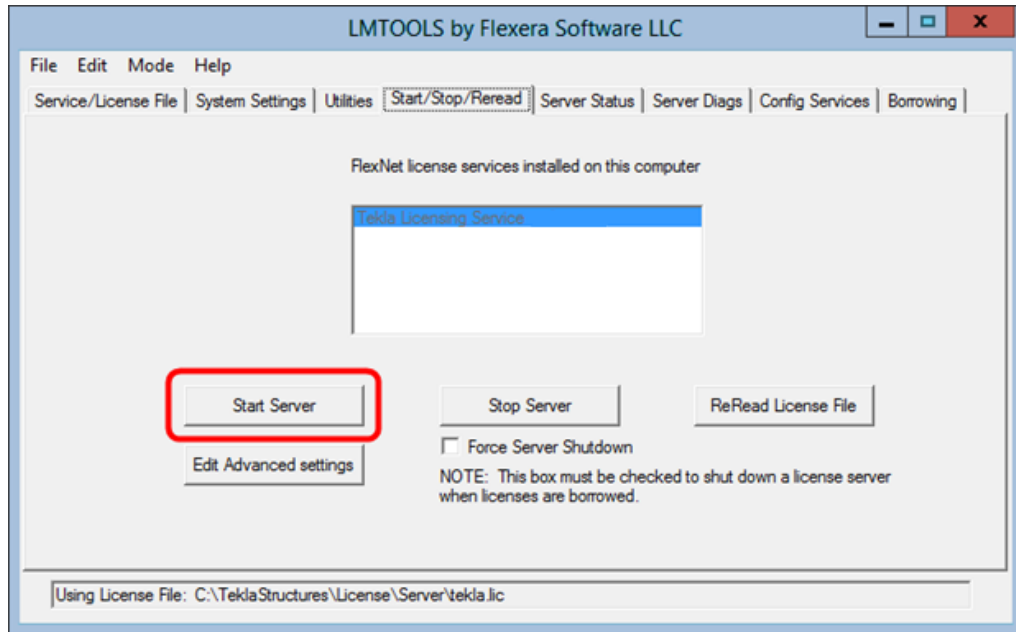 LMTOOLS by Flexera Software LLC
File Edit Mode Help
Service/License File System Settings Utilities Start/Stop/Reread Server Status Server Diags Config Services Borrowing
FlexNet license services installed on this computer
Tekla Licensing Service
Start Server Stop Server ReRead License File
Force Server Shutdown
Edit Advanced settings
NOTE: This box must be checked to shut down a license server
when licenses are borrowed.
Using License File: C:\TeklaStructures\License\Server\tekla.lic